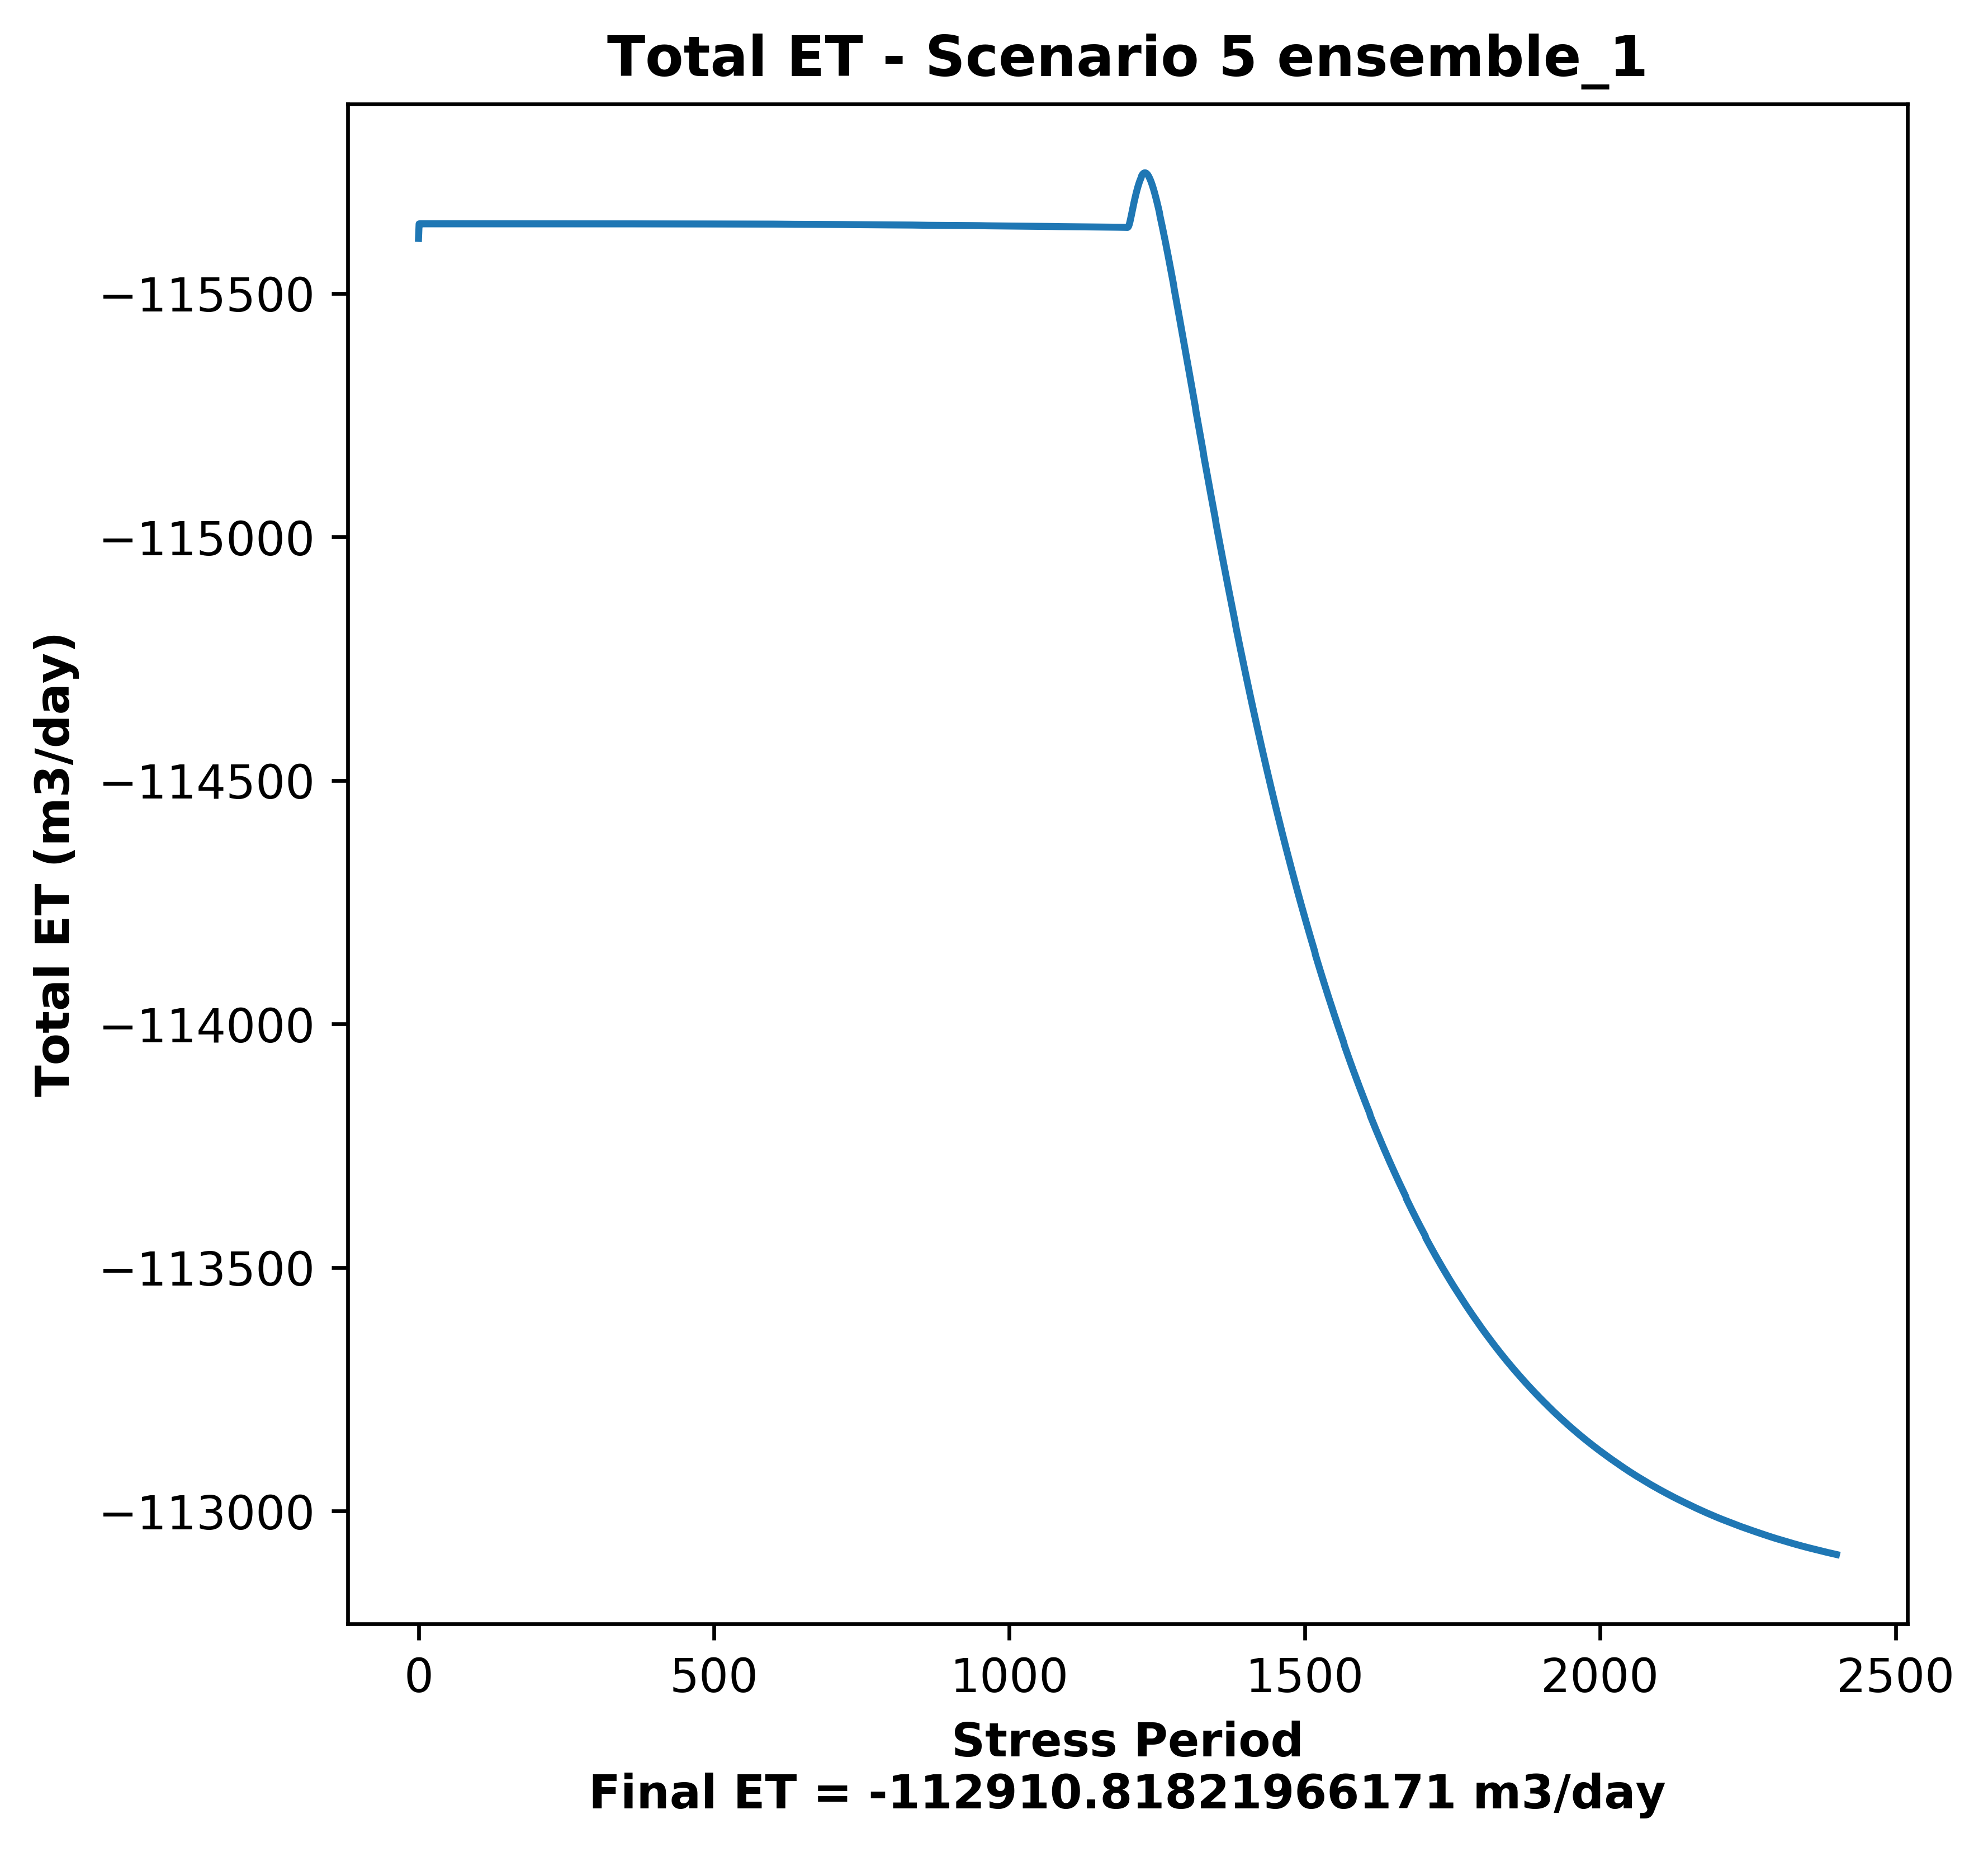 Total ET - Scenario 5 ensemble_1
Total ET (m3/day)
−115500
−115000
−114500
−114000
−113500
−113000
0 500 1000 1500 2000 2500
Stress Period
Final ET = -112910.81821966171 m3/day